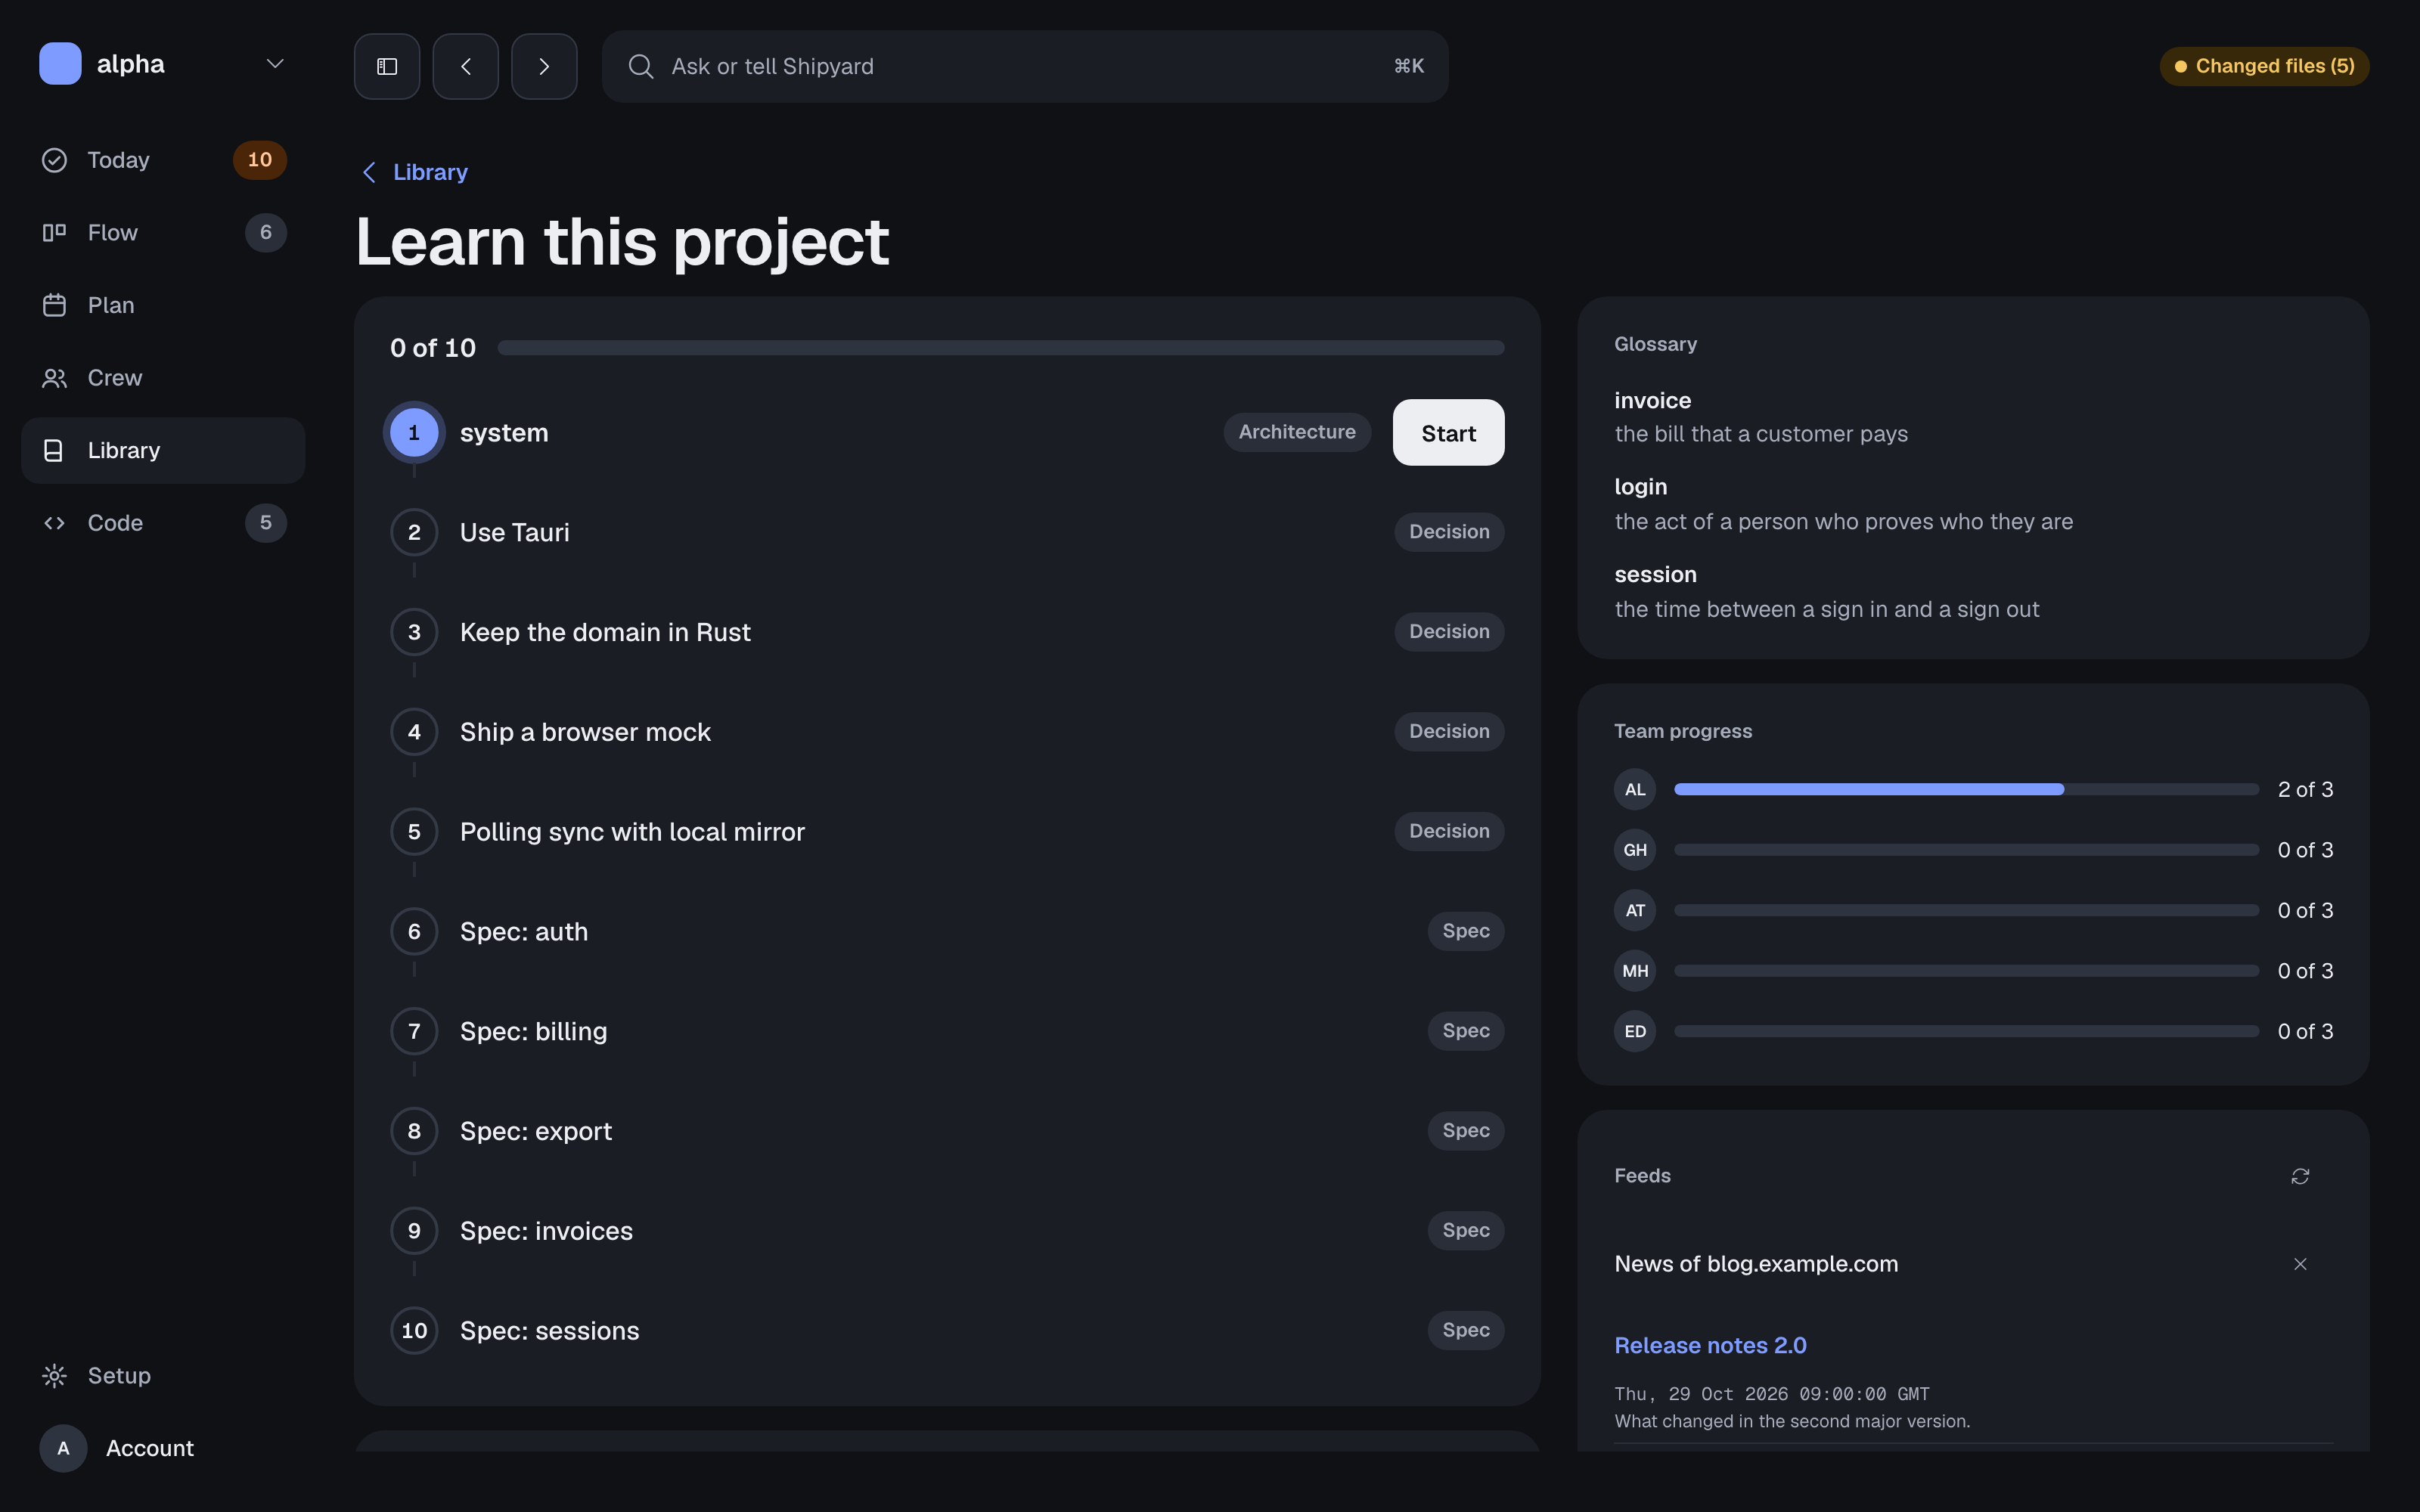 alpha
Today 10
Flow 6
Plan
Crew
Library
Code 5
Setup
A Account
Ask or tell Shipyard ⌘K
Changed files (5)
Library
Learn this project
0 of 10
1 system Architecture Start
2 Use Tauri Decision
3 Keep the domain in Rust Decision
4 Ship a browser mock Decision
5 Polling sync with local mirror Decision
6 Spec: auth Spec
7 Spec: billing Spec
8 Spec: export Spec
9 Spec: invoices Spec
10 Spec: sessions Spec
Glossary
invoice
the bill that a customer pays
login
the act of a person who proves who they are
session
the time between a sign in and a sign out
Team progress
AL 2 of 3
GH 0 of 3
AT 0 of 3
MH 0 of 3
ED 0 of 3
Feeds
News of blog.example.com
Release notes 2.0
Thu, 29 Oct 2026 09:00:00 GMT
What changed in the second major version.